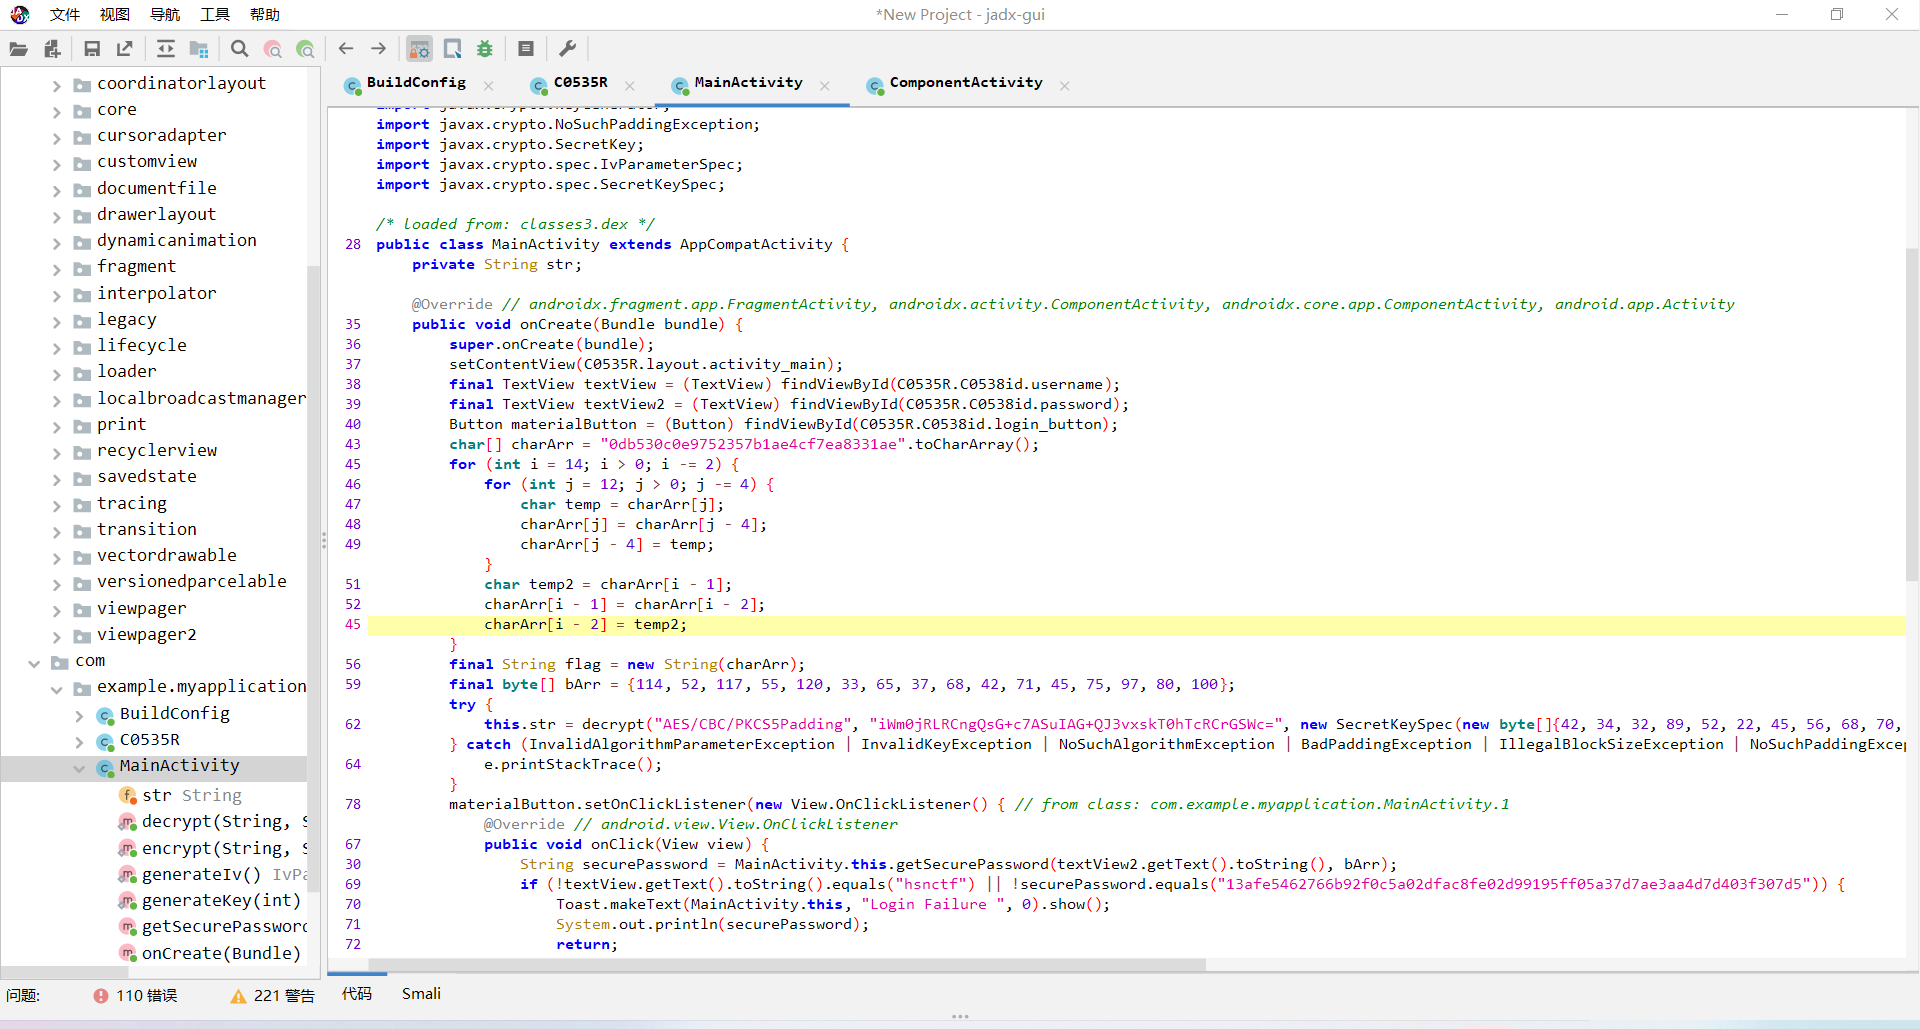 文件 视图 导航 工具 帮助
*New Project - jadx-gui
coordinatorlayout
core
cursoradapter
customview
documentfile
drawerlayout
dynamicanimation
fragment
interpolator
legacy
lifecycle
loader
localbroadcastmanager
print
recyclerview
savedstate
tracing
transition
vectordrawable
versionedparcelable
viewpager
viewpager2
com
example.myapplication
BuildConfig
C0535R
MainActivity
str String
decrypt(String, S
encrypt(String, S
generateIv() IvPa
generateKey(int)
getSecurePassword
onCreate(Bundle)
BuildConfig C0535R MainActivity ComponentActivity
import javax.crypto.KeyGenerator;
import javax.crypto.NoSuchPaddingException;
import javax.crypto.SecretKey;
import javax.crypto.spec.IvParameterSpec;
import javax.crypto.spec.SecretKeySpec;
/* loaded from: classes3.dex */
28 public class MainActivity extends AppCompatActivity {
private String str;
@Override // androidx.fragment.app.FragmentActivity, androidx.activity.ComponentActivity, androidx.core.app.ComponentActivity, android.app.Activity
35 public void onCreate(Bundle bundle) {
36 super.onCreate(bundle);
37 setContentView(C0535R.layout.activity_main);
38 final TextView textView = (TextView) findViewById(C0535R.C0538id.username);
39 final TextView textView2 = (TextView) findViewById(C0535R.C0538id.password);
40 Button materialButton = (Button) findViewById(C0535R.C0538id.login_button);
43 char[] charArr = "0db530c0e9752357b1ae4cf7ea8331ae".toCharArray();
45 for (int i = 14; i > 0; i -= 2) {
46 for (int j = 12; j > 0; j -= 4) {
47 char temp = charArr[j];
48 charArr[j] = charArr[j - 4];
49 charArr[j - 4] = temp;
}
51 char temp2 = charArr[i - 1];
52 charArr[i - 1] = charArr[i - 2];
45 charArr[i - 2] = temp2;
}
56 final String flag = new String(charArr);
59 final byte[] bArr = {114, 52, 117, 55, 120, 33, 65, 37, 68, 42, 71, 45, 75, 97, 80, 100};
try {
62 this.str = decrypt("AES/CBC/PKCS5Padding", "iWm0jRLRCngQsG+c7ASuIAG+QJ3vxskT0hTcRCrGSWc=", new SecretKeySpec(new byte[]{42, 34, 32, 89, 52, 22, 45, 56, 68, 70,
} catch (InvalidAlgorithmParameterException | InvalidKeyException | NoSuchAlgorithmException | BadPaddingException | IllegalBlockSizeException | NoSuchPaddingExcep
64 e.printStackTrace();
}
78 materialButton.setOnClickListener(new View.OnClickListener() { // from class: com.example.myapplication.MainActivity.1
@Override // android.view.View.OnClickListener
67 public void onClick(View view) {
30 String securePassword = MainActivity.this.getSecurePassword(textView2.getText().toString(), bArr);
69 if (!textView.getText().toString().equals("hsnctf") || !securePassword.equals("13afe5462766b92f0c5a02dfac8fe02d99195ff05a37d7ae3aa4d7d403f307d5")) {
70 Toast.makeText(MainActivity.this, "Login Failure ", 0).show();
71 System.out.println(securePassword);
72 return;
问题: 110 错误 221 警告 代码 Smali